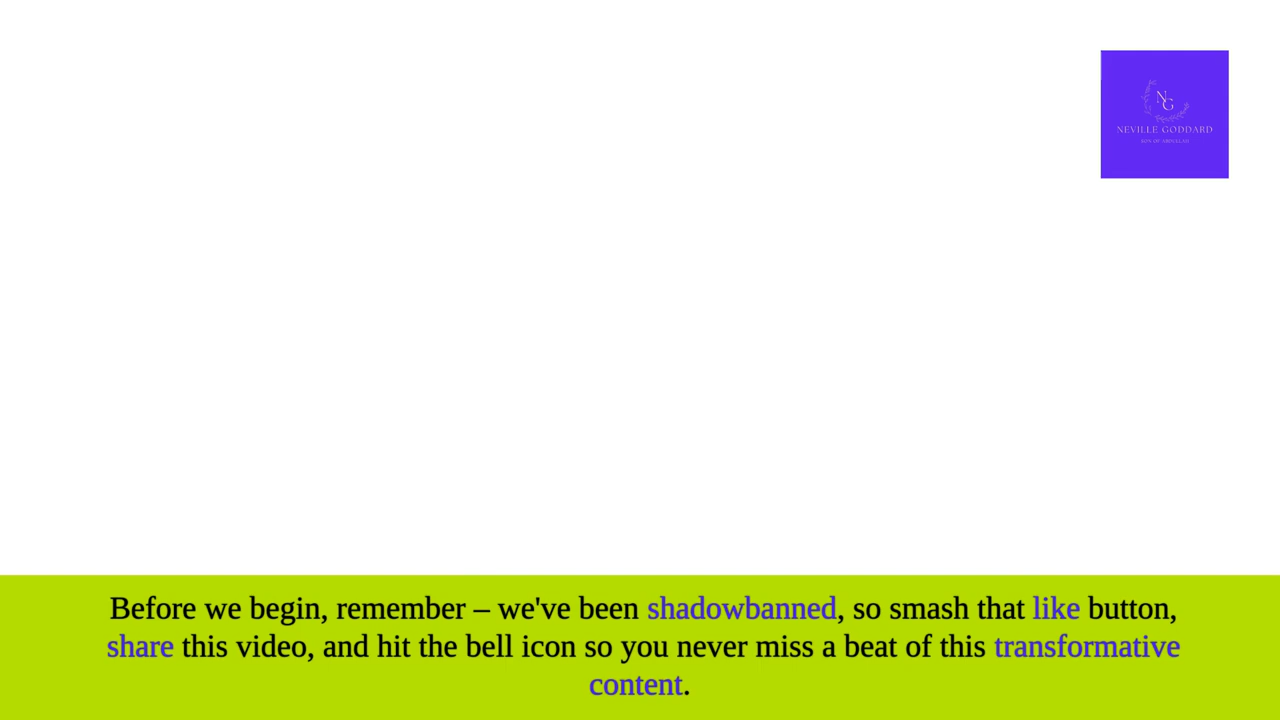 NG
NEVILLE GODDARD
Before we begin, remember – we've been shadowbanned, so smash that like button,
share this video, and hit the bell icon so you never miss a beat of this transformative
content.